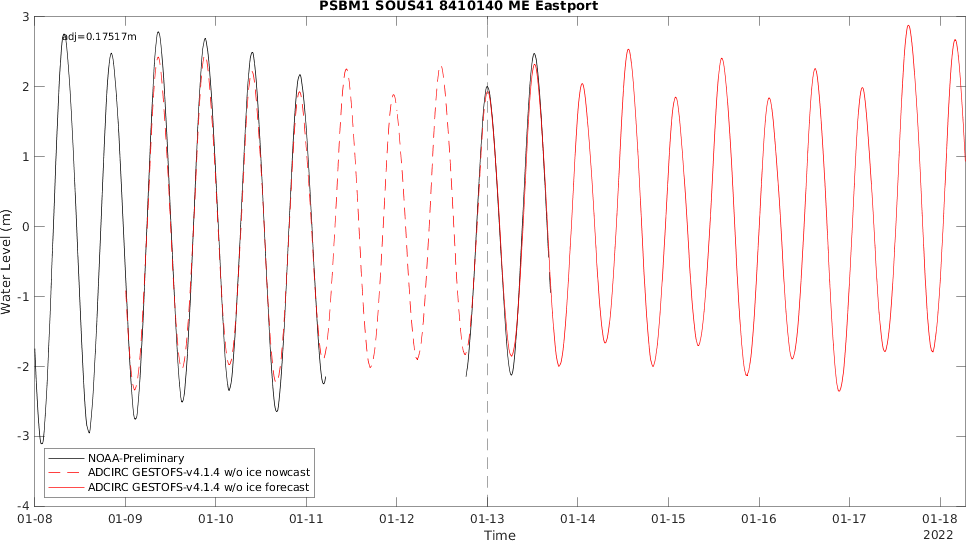 PSBM1 SOUS41 8410140 ME Eastport
adj=0.17517m
3
2
1
0
-1
-2
-3
-4
Water Level (m)
NOAA-Preliminary
ADCIRC GESTOFS-v4.1.4 w/o ice nowcast
ADCIRC GESTOFS-v4.1.4 w/o ice forecast
01-08 01-09 01-10 01-11 01-12 01-13 01-14 01-15 01-16 01-17 01-18
Time
2022